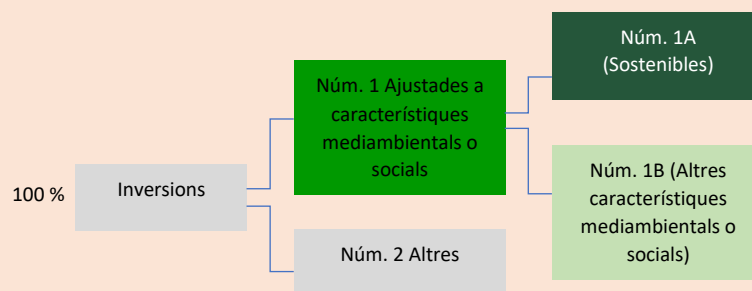 100 %
Inversions
Núm. 1 Ajustades a
característiques
mediambientals o
socials
Núm. 2 Altres
Núm. 1A
(Sostenibles)
Núm. 1B (Altres
característiques
mediambientals o
socials)